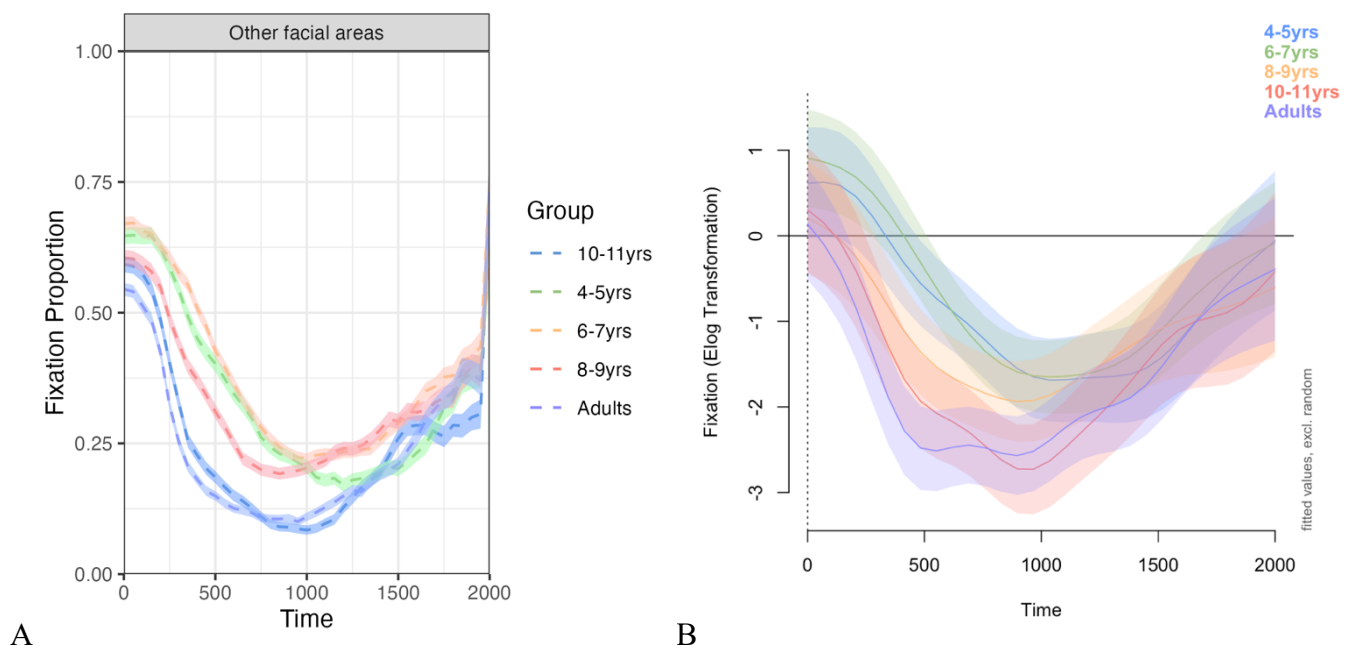 Other facial areas
1.00
0.75
0.50
0.25
0.00
Fixation Proportion
0 500 1000 1500 2000
Time
Group
10-11yrs
4-5yrs
6-7yrs
8-9yrs
Adults
A
4-5yrs
6-7yrs
8-9yrs
10-11yrs
Adults
1
0
-1
-2
-3
Fixation (Elog Transformation)
0 500 1000 1500 2000
Time
fitted values, excl. random
B